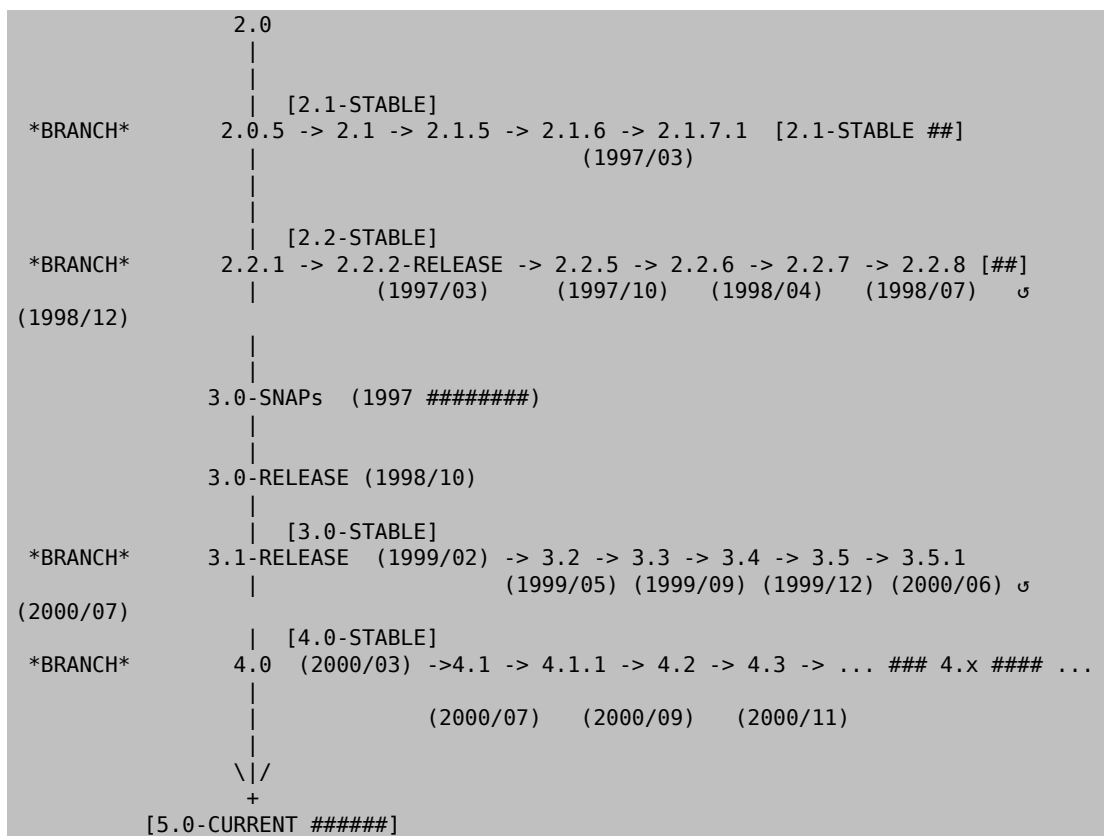 2.0
|
|
| [2.1-STABLE]
*BRANCH* 2.0.5 -> 2.1 -> 2.1.5 -> 2.1.6 -> 2.1.7.1 [2.1-STABLE ##]
| (1997/03)
|
|
| [2.2-STABLE]
*BRANCH* 2.2.1 -> 2.2.2-RELEASE -> 2.2.5 -> 2.2.6 -> 2.2.7 -> 2.2.8 [##]
| (1997/03) (1997/10) (1998/04) (1998/07) ↺
(1998/12)
|
|
3.0-SNAPs (1997 ########)
|
|
3.0-RELEASE (1998/10)
|
| [3.0-STABLE]
*BRANCH* 3.1-RELEASE (1999/02) -> 3.2 -> 3.3 -> 3.4 -> 3.5 -> 3.5.1
| (1999/05) (1999/09) (1999/12) (2000/06) ↺
(2000/07)
| [4.0-STABLE]
*BRANCH* 4.0 (2000/03) ->4.1 -> 4.1.1 -> 4.2 -> 4.3 -> ... ### 4.x #### ...
|
| (2000/07) (2000/09) (2000/11)
|
\|/
+
[5.0-CURRENT ######]